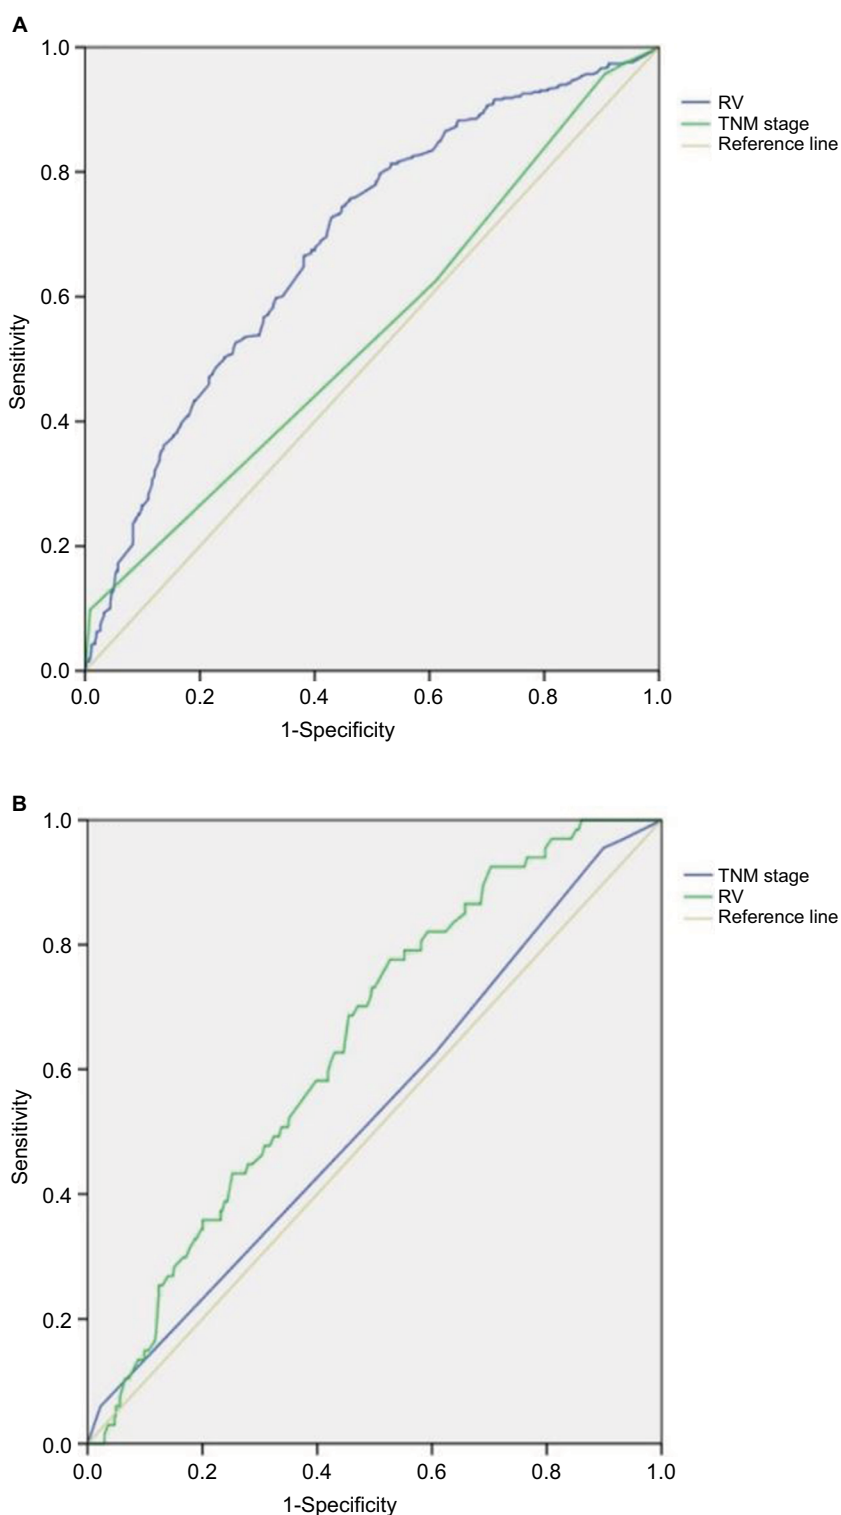 A
1.0
0.8
0.6
0.4
0.2
0.0
Sensitivity
0.0 0.2 0.4 0.6 0.8 1.0
1-Specificity
RV
TNM stage
Reference line
B
1.0
0.8
0.6
0.4
0.2
0.0
Sensitivity
0.0 0.2 0.4 0.6 0.8 1.0
1-Specificity
TNM stage
RV
Reference line